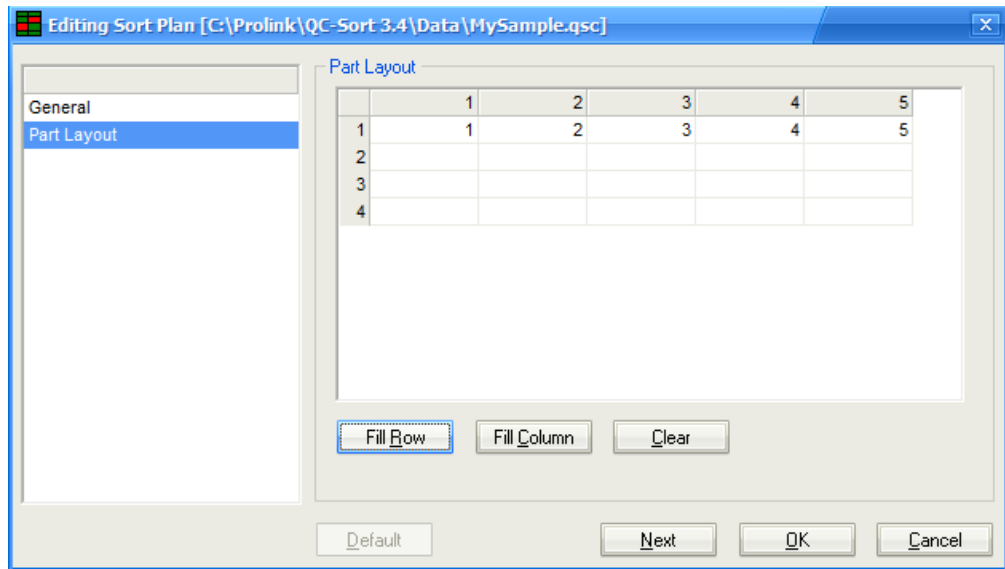 Editing Sort Plan [C:\Prolink\QC-Sort 3.4\Data\MySample.qsc]
General
Part Layout
Part Layout
1 2 3 4 5
1 1 2 3 4 5
2
3
4
Fill Row Fill Column Clear
Default Next OK Cancel